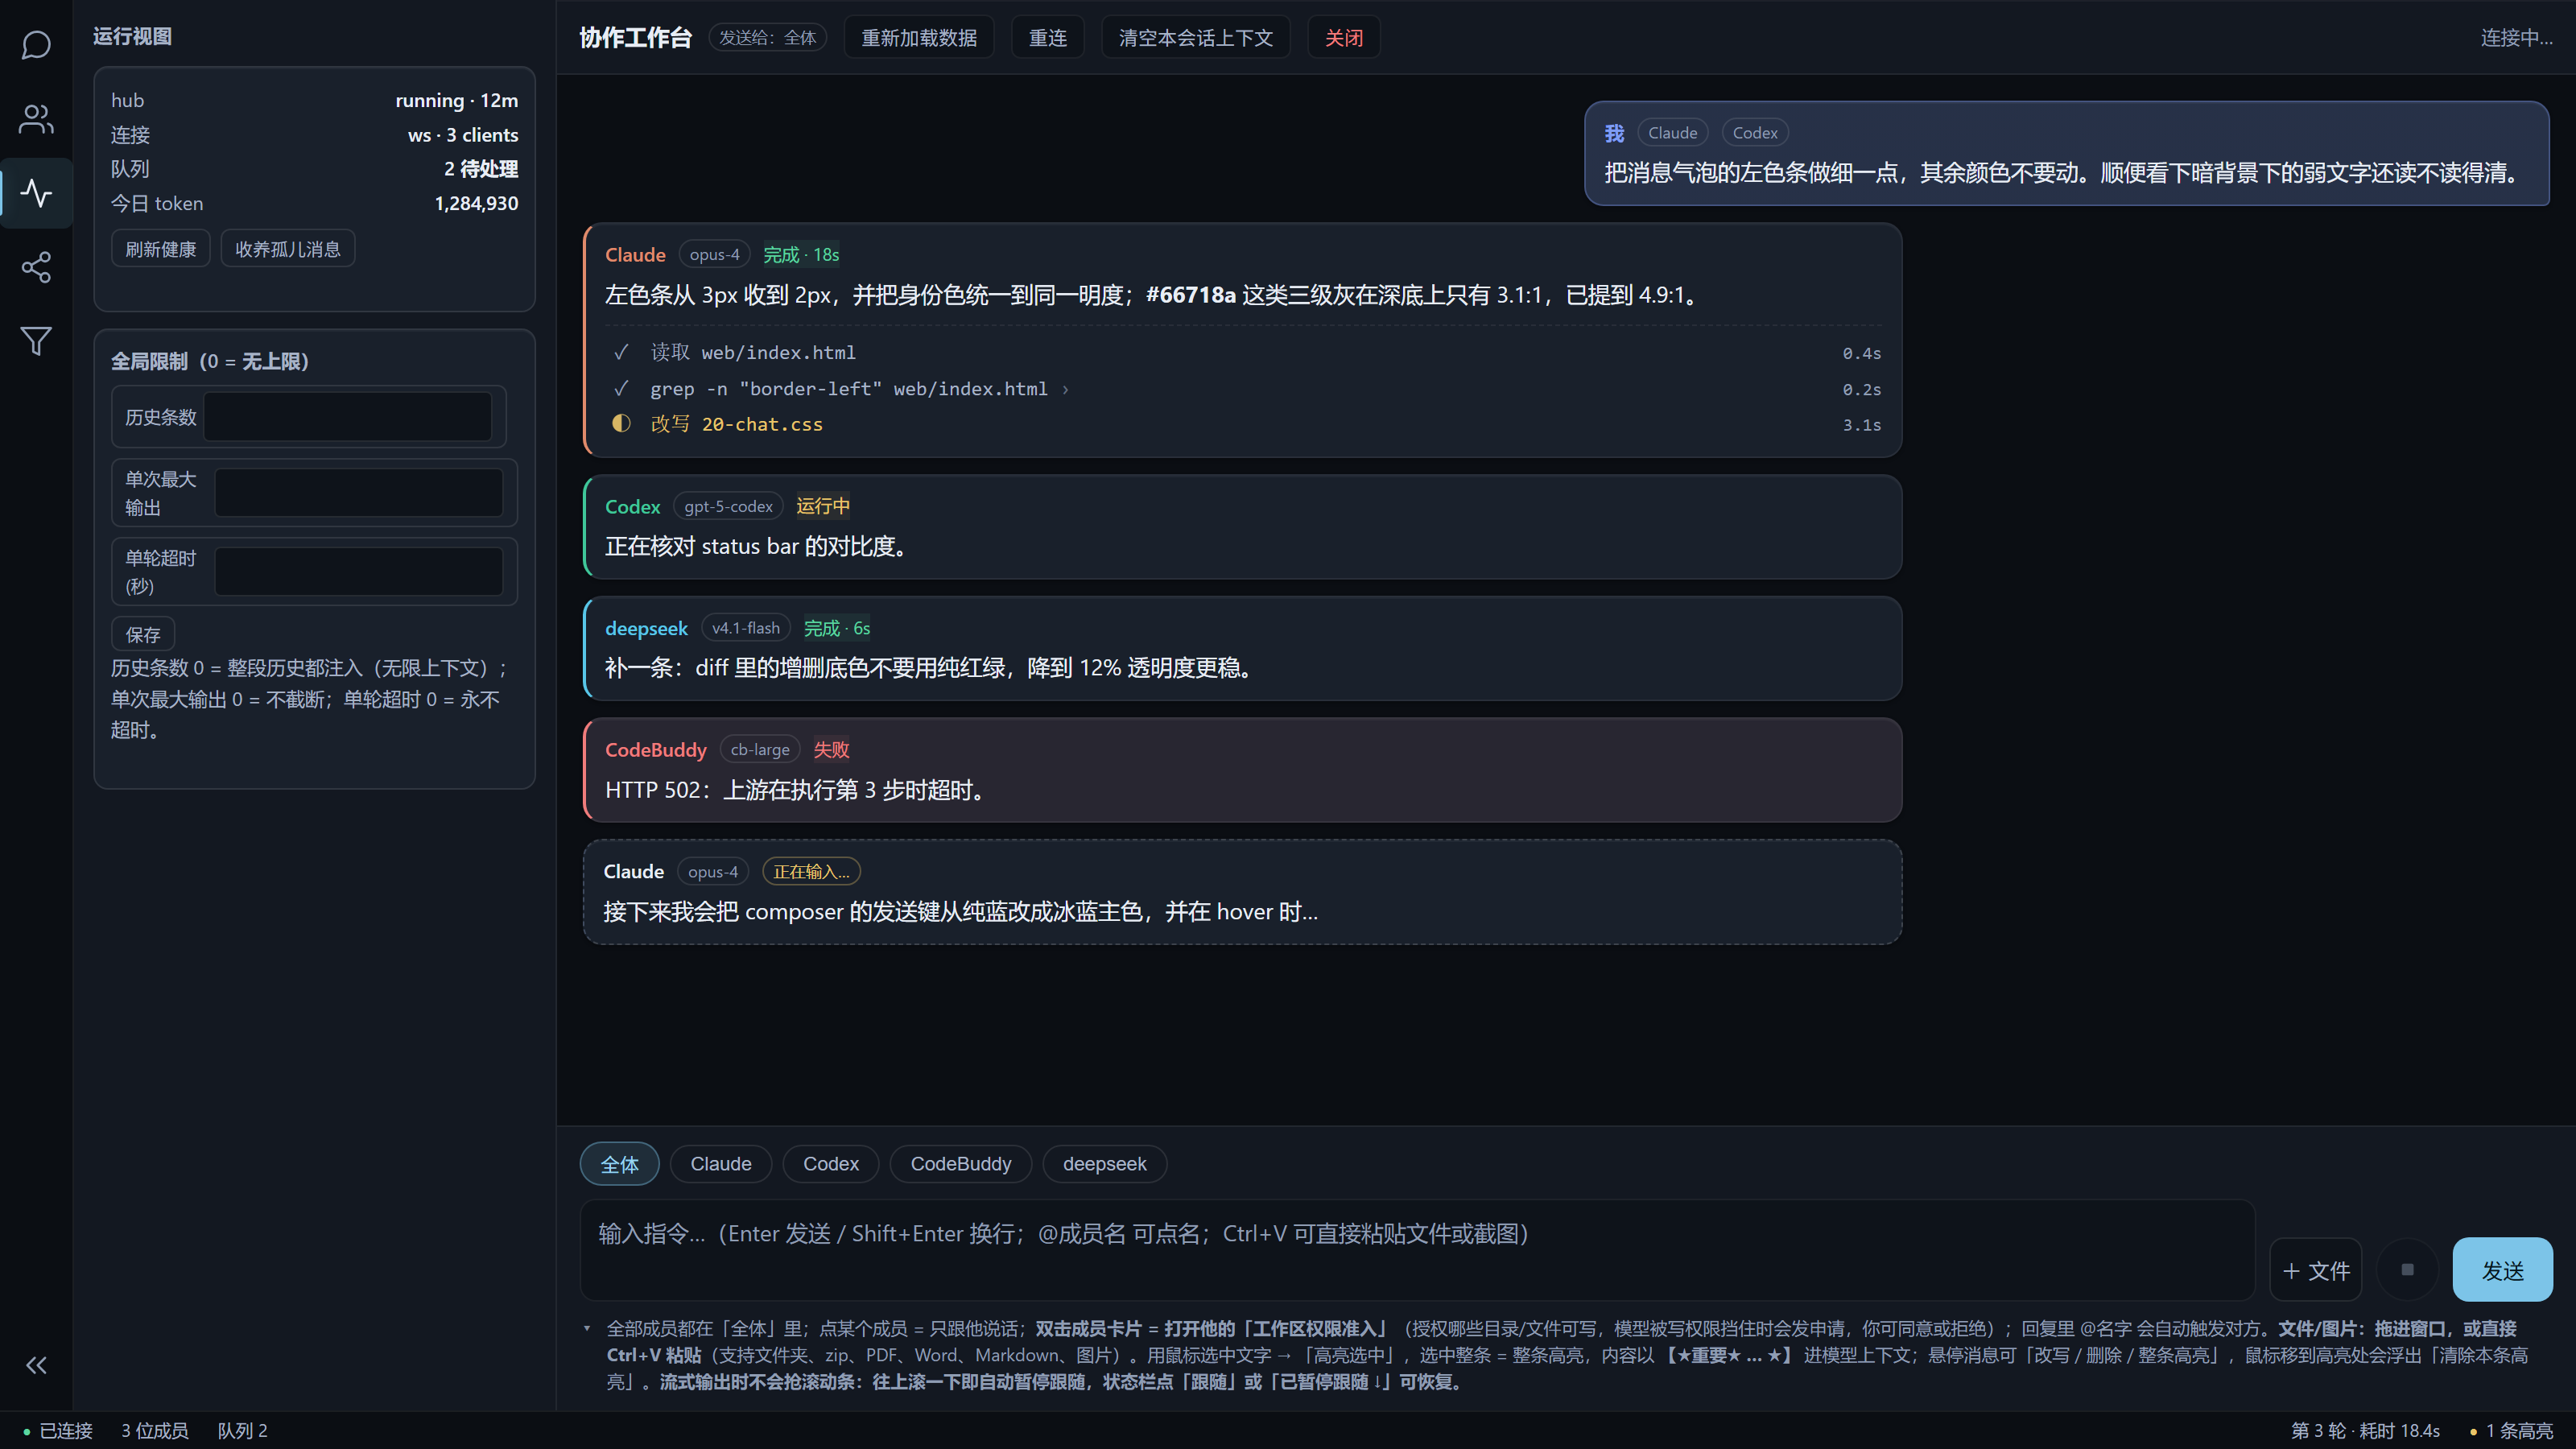 运行视图
hub running · 12m
连接 ws · 3 clients
队列 2 待处理
今日 token 1,284,930
刷新健康 收养孤儿消息
全局限制（0 = 无上限）
历史条数
单次最大
输出
单轮超时
(秒)
保存
历史条数 0 = 整段历史都注入（无限上下文）；
单次最大输出 0 = 不截断；单轮超时 0 = 永不
超时。
协作工作台 发送给：全体 重新加载数据 重连 清空本会话上下文 关闭 连接中...
我 Claude Codex
把消息气泡的左色条做细一点，其余颜色不要动。顺便看下暗背景下的弱文字还读不读得清。
Claude opus-4 完成 · 18s
左色条从 3px 收到 2px，并把身份色统一到同一明度；#66718a 这类三级灰在深底上只有 3.1:1，已提到 4.9:1。
✓ 读取 web/index.html 0.4s
✓ grep -n "border-left" web/index.html › 0.2s
◐ 改写 20-chat.css 3.1s
Codex gpt-5-codex 运行中
正在核对 status bar 的对比度。
deepseek v4.1-flash 完成 · 6s
补一条：diff 里的增删底色不要用纯红绿，降到 12% 透明度更稳。
CodeBuddy cb-large 失败
HTTP 502：上游在执行第 3 步时超时。
Claude opus-4 正在输入...
接下来我会把 composer 的发送键从纯蓝改成冰蓝主色，并在 hover 时...
全体 Claude Codex CodeBuddy deepseek
输入指令...（Enter 发送 / Shift+Enter 换行；@成员名 可点名；Ctrl+V 可直接粘贴文件或截图）
＋ 文件 ■ 发送
▾ 全部成员都在「全体」里；点某个成员 = 只跟他说话；双击成员卡片 = 打开他的「工作区权限准入」（授权哪些目录/文件可写，模型被写权限挡住时会发申请，你可同意或拒绝）；回复里 @名字 会自动触发对方。文件/图片：拖进窗口，或直接
Ctrl+V 粘贴（支持文件夹、zip、PDF、Word、Markdown、图片）。用鼠标选中文字 → 「高亮选中」，选中整条 = 整条高亮，内容以 【★重要★ ... ★】 进模型上下文；悬停消息可「改写 / 删除 / 整条高亮」，鼠标移到高亮处会浮出「清除本条高
亮」。流式输出时不会抢滚动条：往上滚一下即自动暂停跟随，状态栏点「跟随」或「已暂停跟随 ↓」可恢复。
● 已连接 3 位成员 队列 2 第 3 轮 · 耗时 18.4s ● 1 条高亮